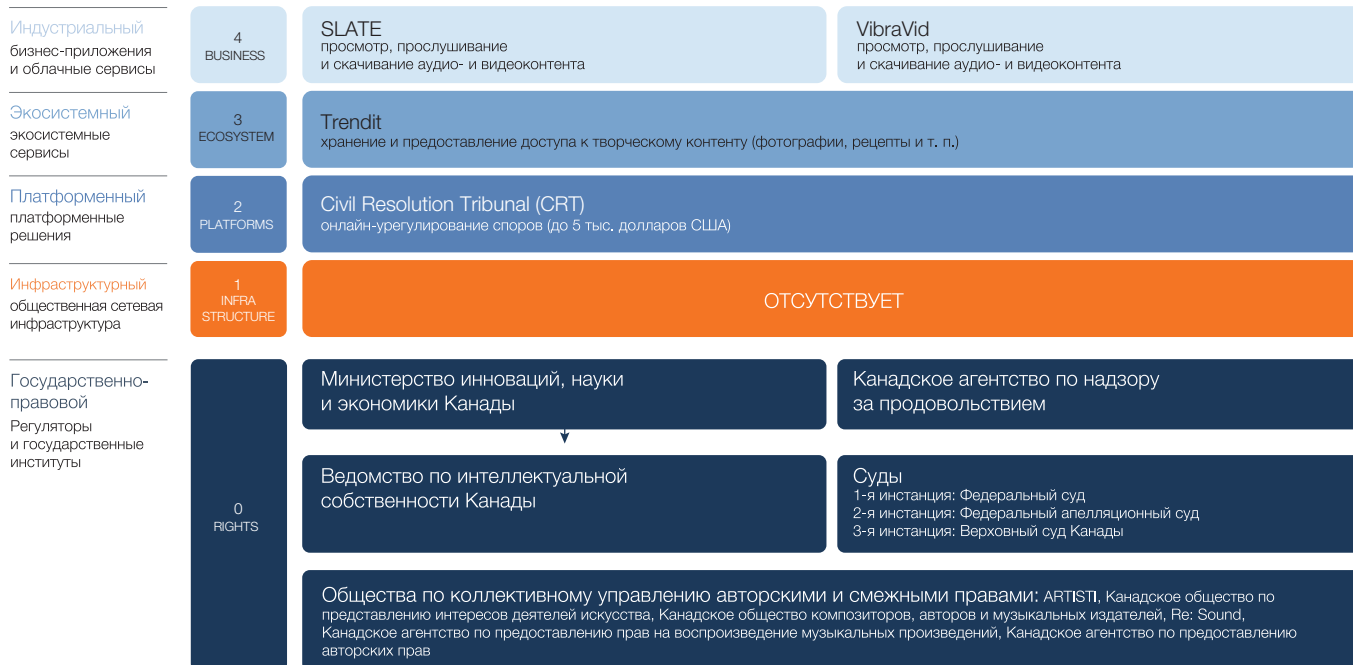 Индустриальный
бизнес-приложения
и облачные сервисы
4
BUSINESS
SLATE
просмотр, прослушивание
и скачивание аудио- и видеоконтента
VibraVid
просмотр, прослушивание
и скачивание аудио- и видеоконтента
Экосистемный
экосистемные
сервисы
3
ECOSYSTEM
Trendit
хранение и предоставление доступа к творческому контенту (фотографии, рецепты и т. п.)
Платформенный
платформенные
решения
2
PLATFORMS
Civil Resolution Tribunal (CRT)
онлайн-урегулирование споров (до 5 тыс. долларов США)
Инфраструктурный
общественная сетевая
инфраструктура
1
INFRA
STRUCTURE
ОТСУТСТВУЕТ
Государственно-
правовой
Регуляторы
и государственные
институты
0
RIGHTS
Министерство инноваций, науки
и экономики Канады
Канадское агентство по надзору
за продовольствием
Ведомство по интеллектуальной
собственности Канады
Суды
1-я инстанция: Федеральный суд
2-я инстанция: Федеральный апелляционный суд
3-я инстанция: Верховный суд Канады
Общества по коллективному управлению авторскими и смежными правами: ARTISTI, Канадское общество по
представлению интересов деятелей искусства, Канадское общество композиторов, авторов и музыкальных издателей, Re: Sound,
Канадское агентство по предоставлению прав на воспроизведение музыкальных произведений, Канадское агентство по предоставлению
авторских прав